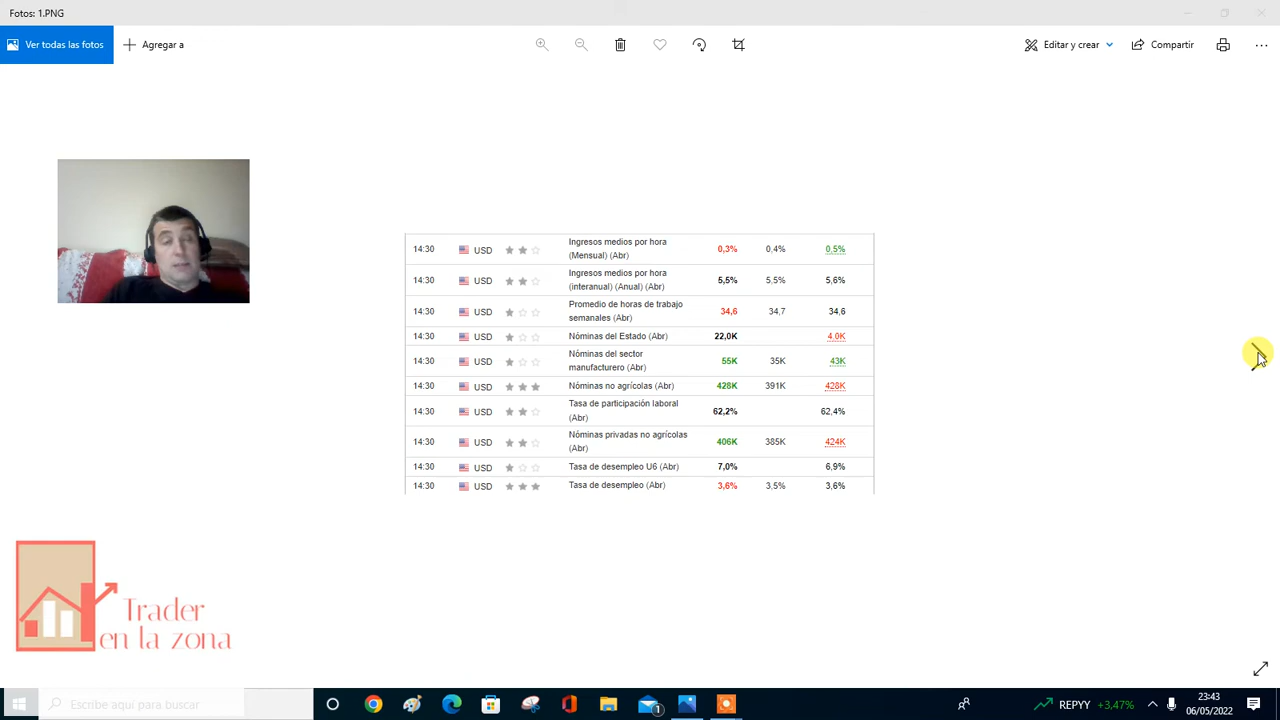 Fotos: 1.PNG
Ver todas las fotos
Agregar a
Editar y crear
Compartir
14:30 USD Ingresos medios por hora (Mensual) (Abr) 0,3% 0,4% 0,5%
14:30 USD Ingresos medios por hora (interanual) (Anual) (Abr) 5,5% 5,5% 5,6%
14:30 USD Promedio de horas de trabajo semanales (Abr) 34,6 34,7 34,6
14:30 USD Nóminas del Estado (Abr) 22,0K 4,0K
14:30 USD Nóminas del sector manufacturero (Abr) 55K 35K 43K
14:30 USD Nóminas no agrícolas (Abr) 428K 391K 428K
14:30 USD Tasa de participación laboral (Abr) 62,2% 62,4%
14:30 USD Nóminas privadas no agrícolas (Abr) 406K 385K 424K
14:30 USD Tasa de desempleo U6 (Abr) 7,0% 6,9%
14:30 USD Tasa de desempleo (Abr) 3,6% 3,5% 3,6%
Trader
en la zona
Escribe aquí para buscar
1
REPYY +3,47%
23:43
06/05/2022